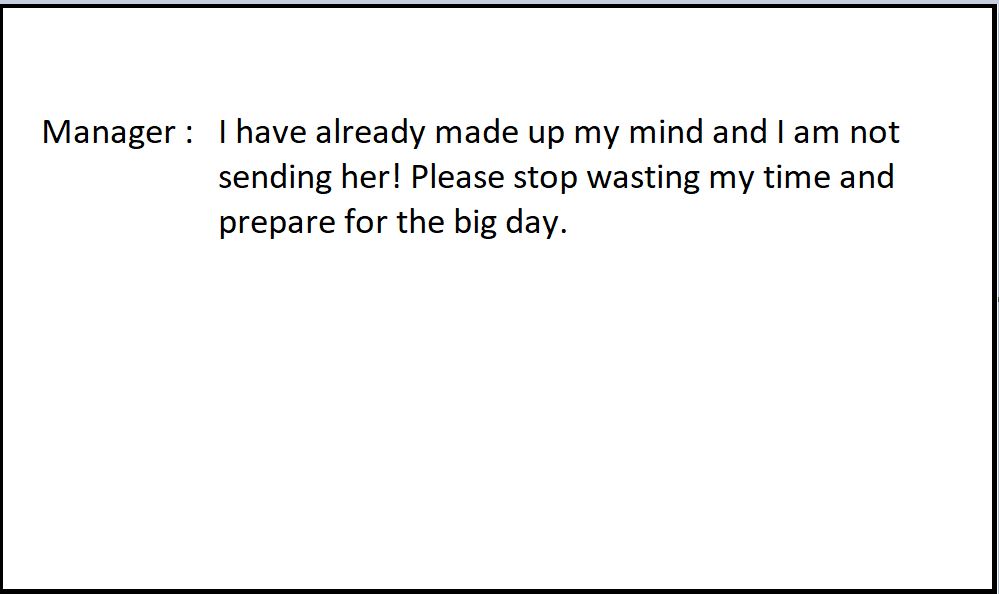 Manager : I have already made up my mind and I am not
sending her! Please stop wasting my time and
prepare for the big day.